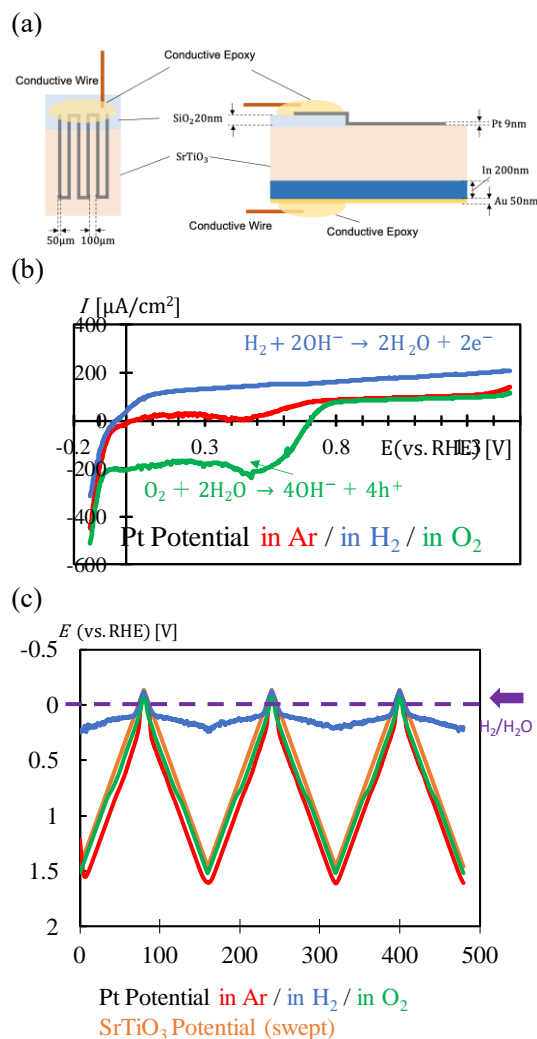 (a)
Conductive Epoxy
Conductive Wire
SiO₂ 20nm
Pt 9nm
SrTiO₃
In 200nm
Au 50nm
Conductive Wire
Conductive Epoxy
50μm
100μm
(b)
I [μA/cm²]
400
H₂ + 2OH⁻ → 2H₂O + 2e⁻
200
0
-0.2
0.3
0.8
1.3
E(vs. RHE) [V]
-200
O₂ + 2H₂O → 4OH⁻ + 4h⁺
-400
Pt Potential in Ar / in H₂ / in O₂
-600
(c)
E (vs. RHE) [V]
-0.5
0
H₂/H₂O
0.5
1
1.5
2
0
100
200
300
400
500
Pt Potential in Ar / in H₂ / in O₂
SrTiO₃ Potential (swept)